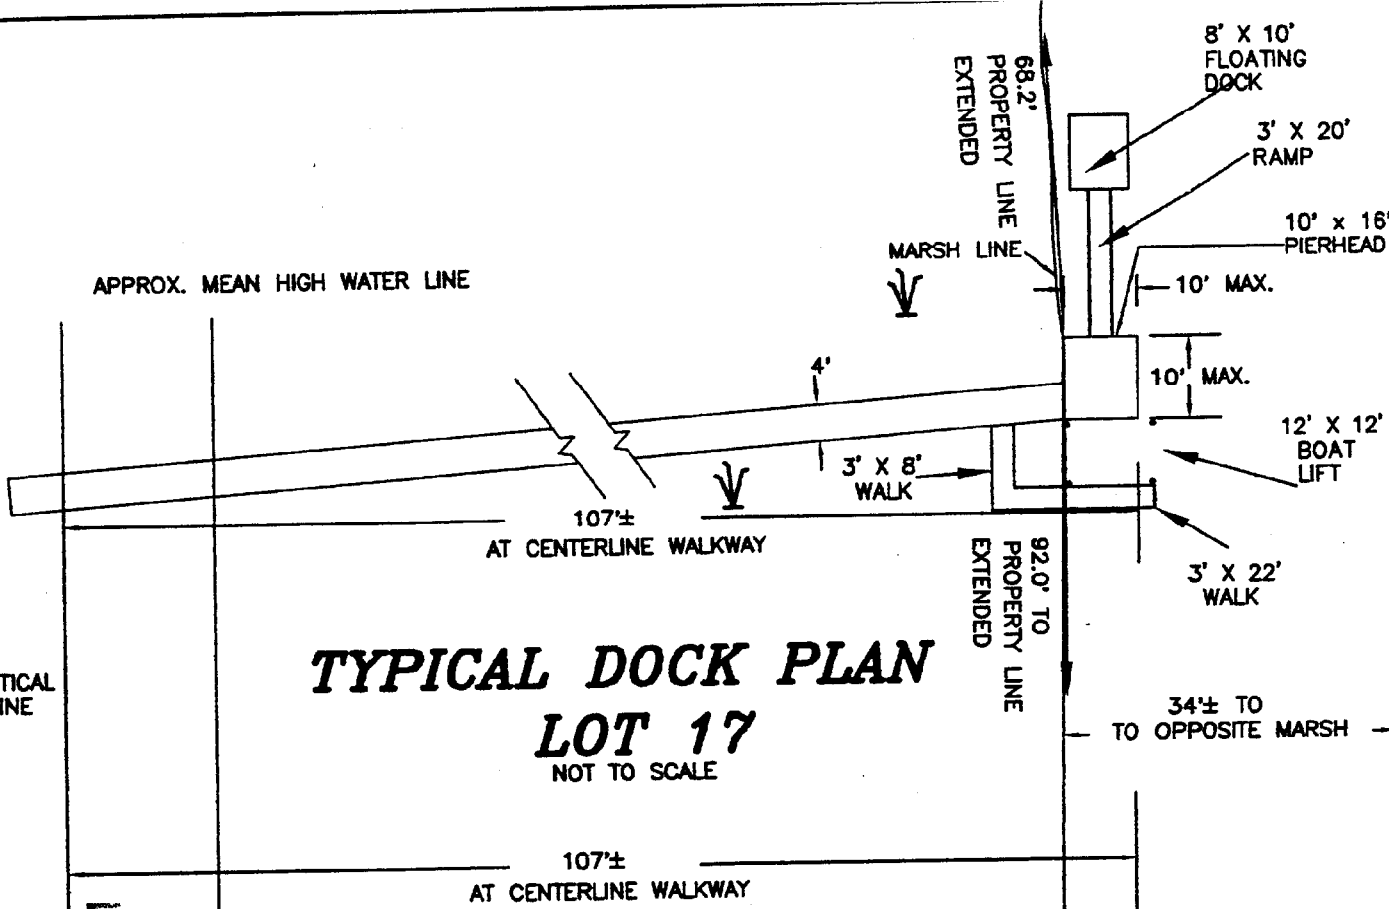 8' X 10'
FLOATING
DOCK
3' X 20'
RAMP
10' x 16'
PIERHEAD
68.2'
PROPERTY LINE
EXTENDED
MARSH LINE
10' MAX.
APPROX. MEAN HIGH WATER LINE
4'
10' MAX.
12' X 12'
BOAT
LIFT
3' X 8'
WALK
107'±
AT CENTERLINE WALKWAY
92.0' TO
PROPERTY LINE
EXTENDED
3' X 22'
WALK
TYPICAL DOCK PLAN
LOT 17
NOT TO SCALE
TICAL
INE
34'± TO
TO OPPOSITE MARSH
107'±
AT CENTERLINE WALKWAY